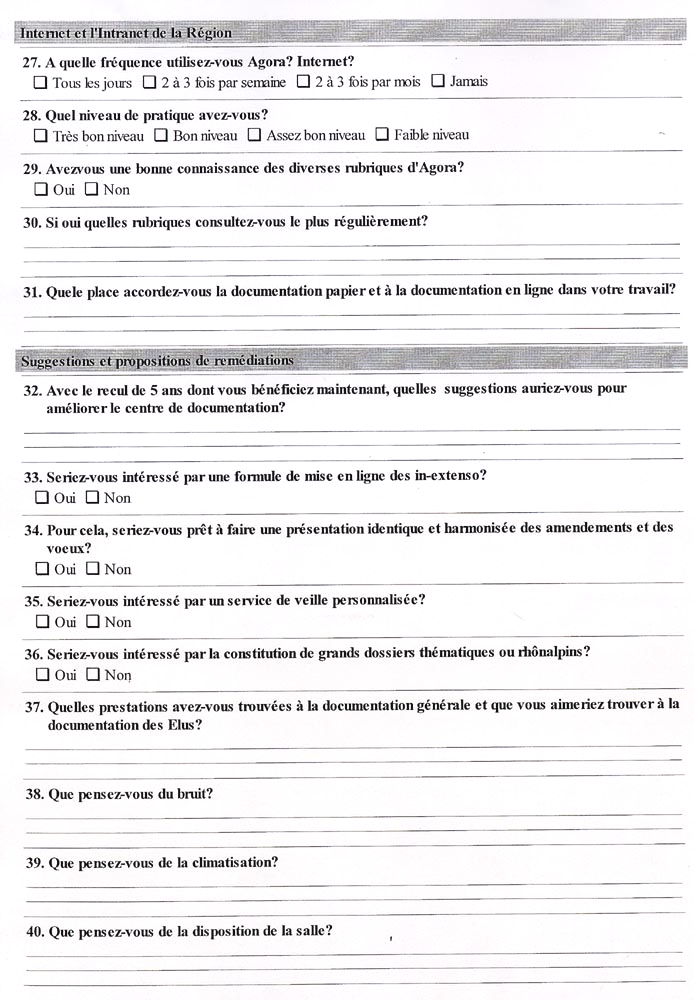 Internet et l'Intranet de la Région
27. A quelle fréquence utilisez-vous Agora? Internet?
❏ Tous les jours ❏ 2 à 3 fois par semaine ❏ 2 à 3 fois par mois ❏ Jamais
28. Quel niveau de pratique avez-vous?
❏ Très bon niveau ❏ Bon niveau ❏ Assez bon niveau ❏ Faible niveau
29. Avezvous une bonne connaissance des diverses rubriques d'Agora?
❏ Oui ❏ Non
30. Si oui quelles rubriques consultez-vous le plus régulièrement?
31. Quele place accordez-vous la documentation papier et à la documentation en ligne dans votre travail?
Suggestions et propositions de remédiations
32. Avec le recul de 5 ans dont vous bénéficiez maintenant, quelles suggestions auriez-vous pour
améliorer le centre de documentation?
33. Seriez-vous intéressé par une formule de mise en ligne des in-extenso?
❏ Oui ❏ Non
34. Pour cela, seriez-vous prêt à faire une présentation identique et harmonisée des amendements et des
voeux?
❏ Oui ❏ Non
35. Seriez-vous intéressé par un service de veille personnalisée?
❏ Oui ❏ Non
36. Seriez-vous intéressé par la constitution de grands dossiers thématiques ou rhônalpins?
❏ Oui ❏ Non
37. Quelles prestations avez-vous trouvées à la documentation générale et que vous aimeriez trouver à la
documentation des Elus?
38. Que pensez-vous du bruit?
39. Que pensez-vous de la climatisation?
40. Que pensez-vous de la disposition de la salle?